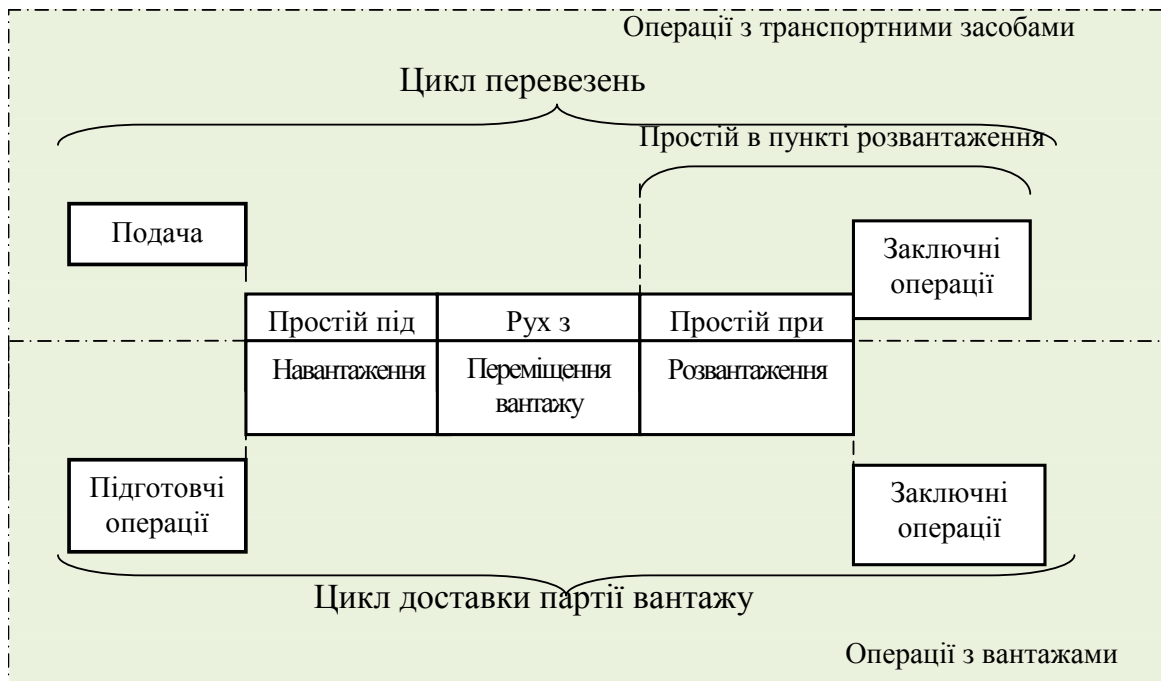 Операції з транспортними засобами
Цикл перевезень
Простій в пункті розвантаження
Подача
Заключні
операції
Простій під
Рух з
Простій при
Навантаження
Переміщення
вантажу
Розвантаження
Підготовчі
операції
Заключні
операції
Цикл доставки партії вантажу
Операції з вантажами